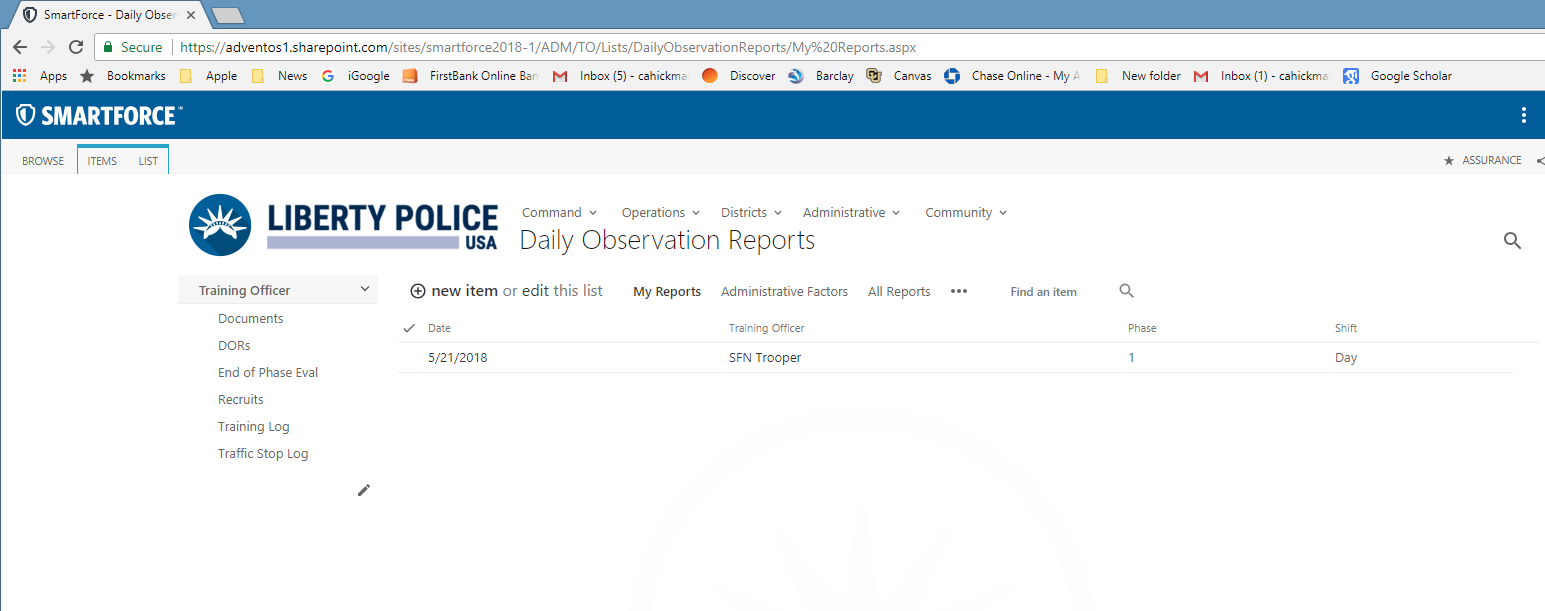 SmartForce - Daily Obser
Secure https://adventos1.sharepoint.com/sites/smartforce2018-1/ADM/TO/Lists/DailyObservationReports/My%20Reports.aspx
Apps Bookmarks Apple News iGoogle FirstBank Online Ban Inbox (5) - cahickma Discover Barclay Canvas Chase Online - My A New folder Inbox (1) - cahickma Google Scholar
SMARTFORCE™
BROWSE ITEMS LIST ASSURANCE
LIBERTY POLICE
USA
Command Operations Districts Administrative Community
Daily Observation Reports
Training Officer
Documents
DORs
End of Phase Eval
Recruits
Training Log
Traffic Stop Log
new item or edit this list My Reports Administrative Factors All Reports ••• Find an item
Date Training Officer Phase Shift
5/21/2018 SFN Trooper 1 Day